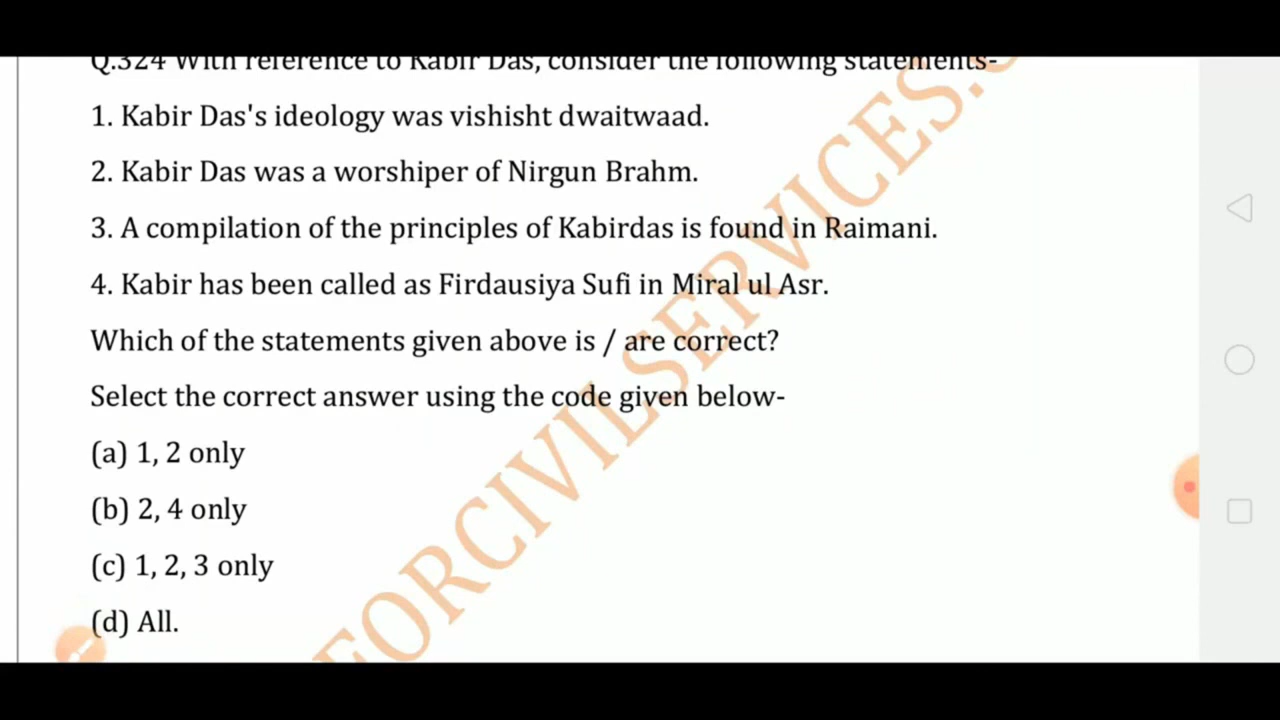 Q.324 With reference to Kabir Das, consider the following statements-
1. Kabir Das's ideology was vishisht dwaitwaad.
2. Kabir Das was a worshiper of Nirgun Brahm.
3. A compilation of the principles of Kabirdas is found in Raimani.
4. Kabir has been called as Firdausiya Sufi in Miral ul Asr.
Which of the statements given above is / are correct?
Select the correct answer using the code given below-
(a) 1, 2 only
(b) 2, 4 only
(c) 1, 2, 3 only
(d) All.
FORCIVILSERVICES.